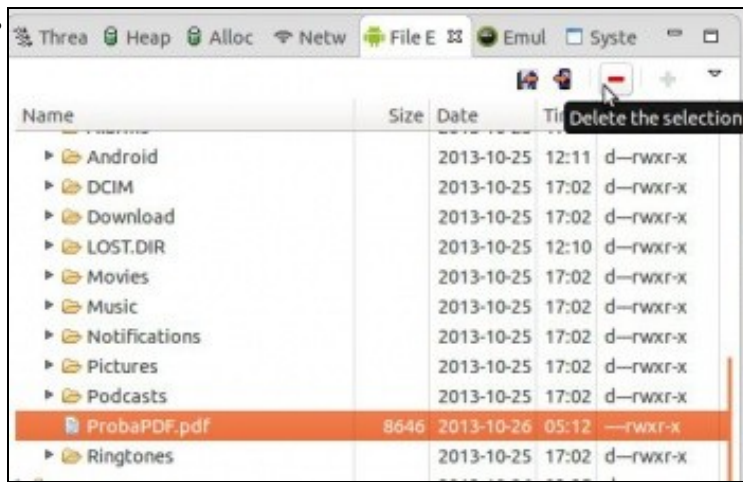 Threa Heap Alloc Netw File E Emul Syste
Delete the selection
Name Size Date
Android 2013-10-25 12:11 d—rwxr-x
DCIM 2013-10-25 17:02 d—rwxr-x
Download 2013-10-25 17:02 d—rwxr-x
LOST.DIR 2013-10-25 12:10 d—rwxr-x
Movies 2013-10-25 17:02 d—rwxr-x
Music 2013-10-25 17:02 d—rwxr-x
Notifications 2013-10-25 17:02 d—rwxr-x
Pictures 2013-10-25 17:02 d—rwxr-x
Podcasts 2013-10-25 17:02 d—rwxr-x
ProbaPDF.pdf 8646 2013-10-26 05:12 —rwxr-x
Ringtones 2013-10-25 17:02 d—rwxr-x